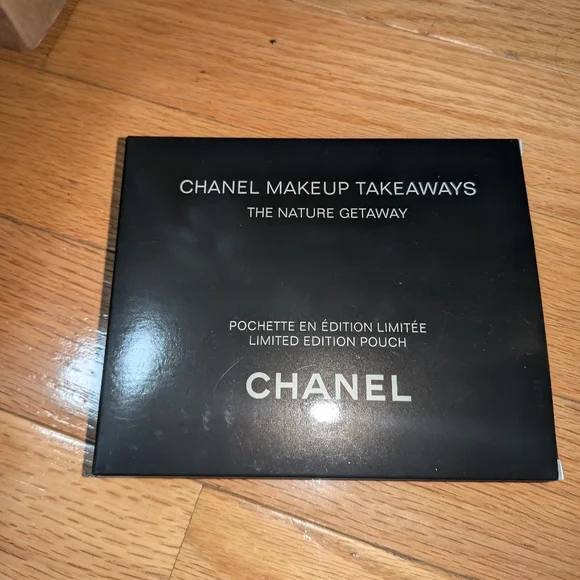 CHANEL MAKEUP TAKEAWAYS
THE NATURE GETAWAY
POCHETTE EN ÉDITION LIMITÉE
LIMITED EDITION POUCH
CHANEL